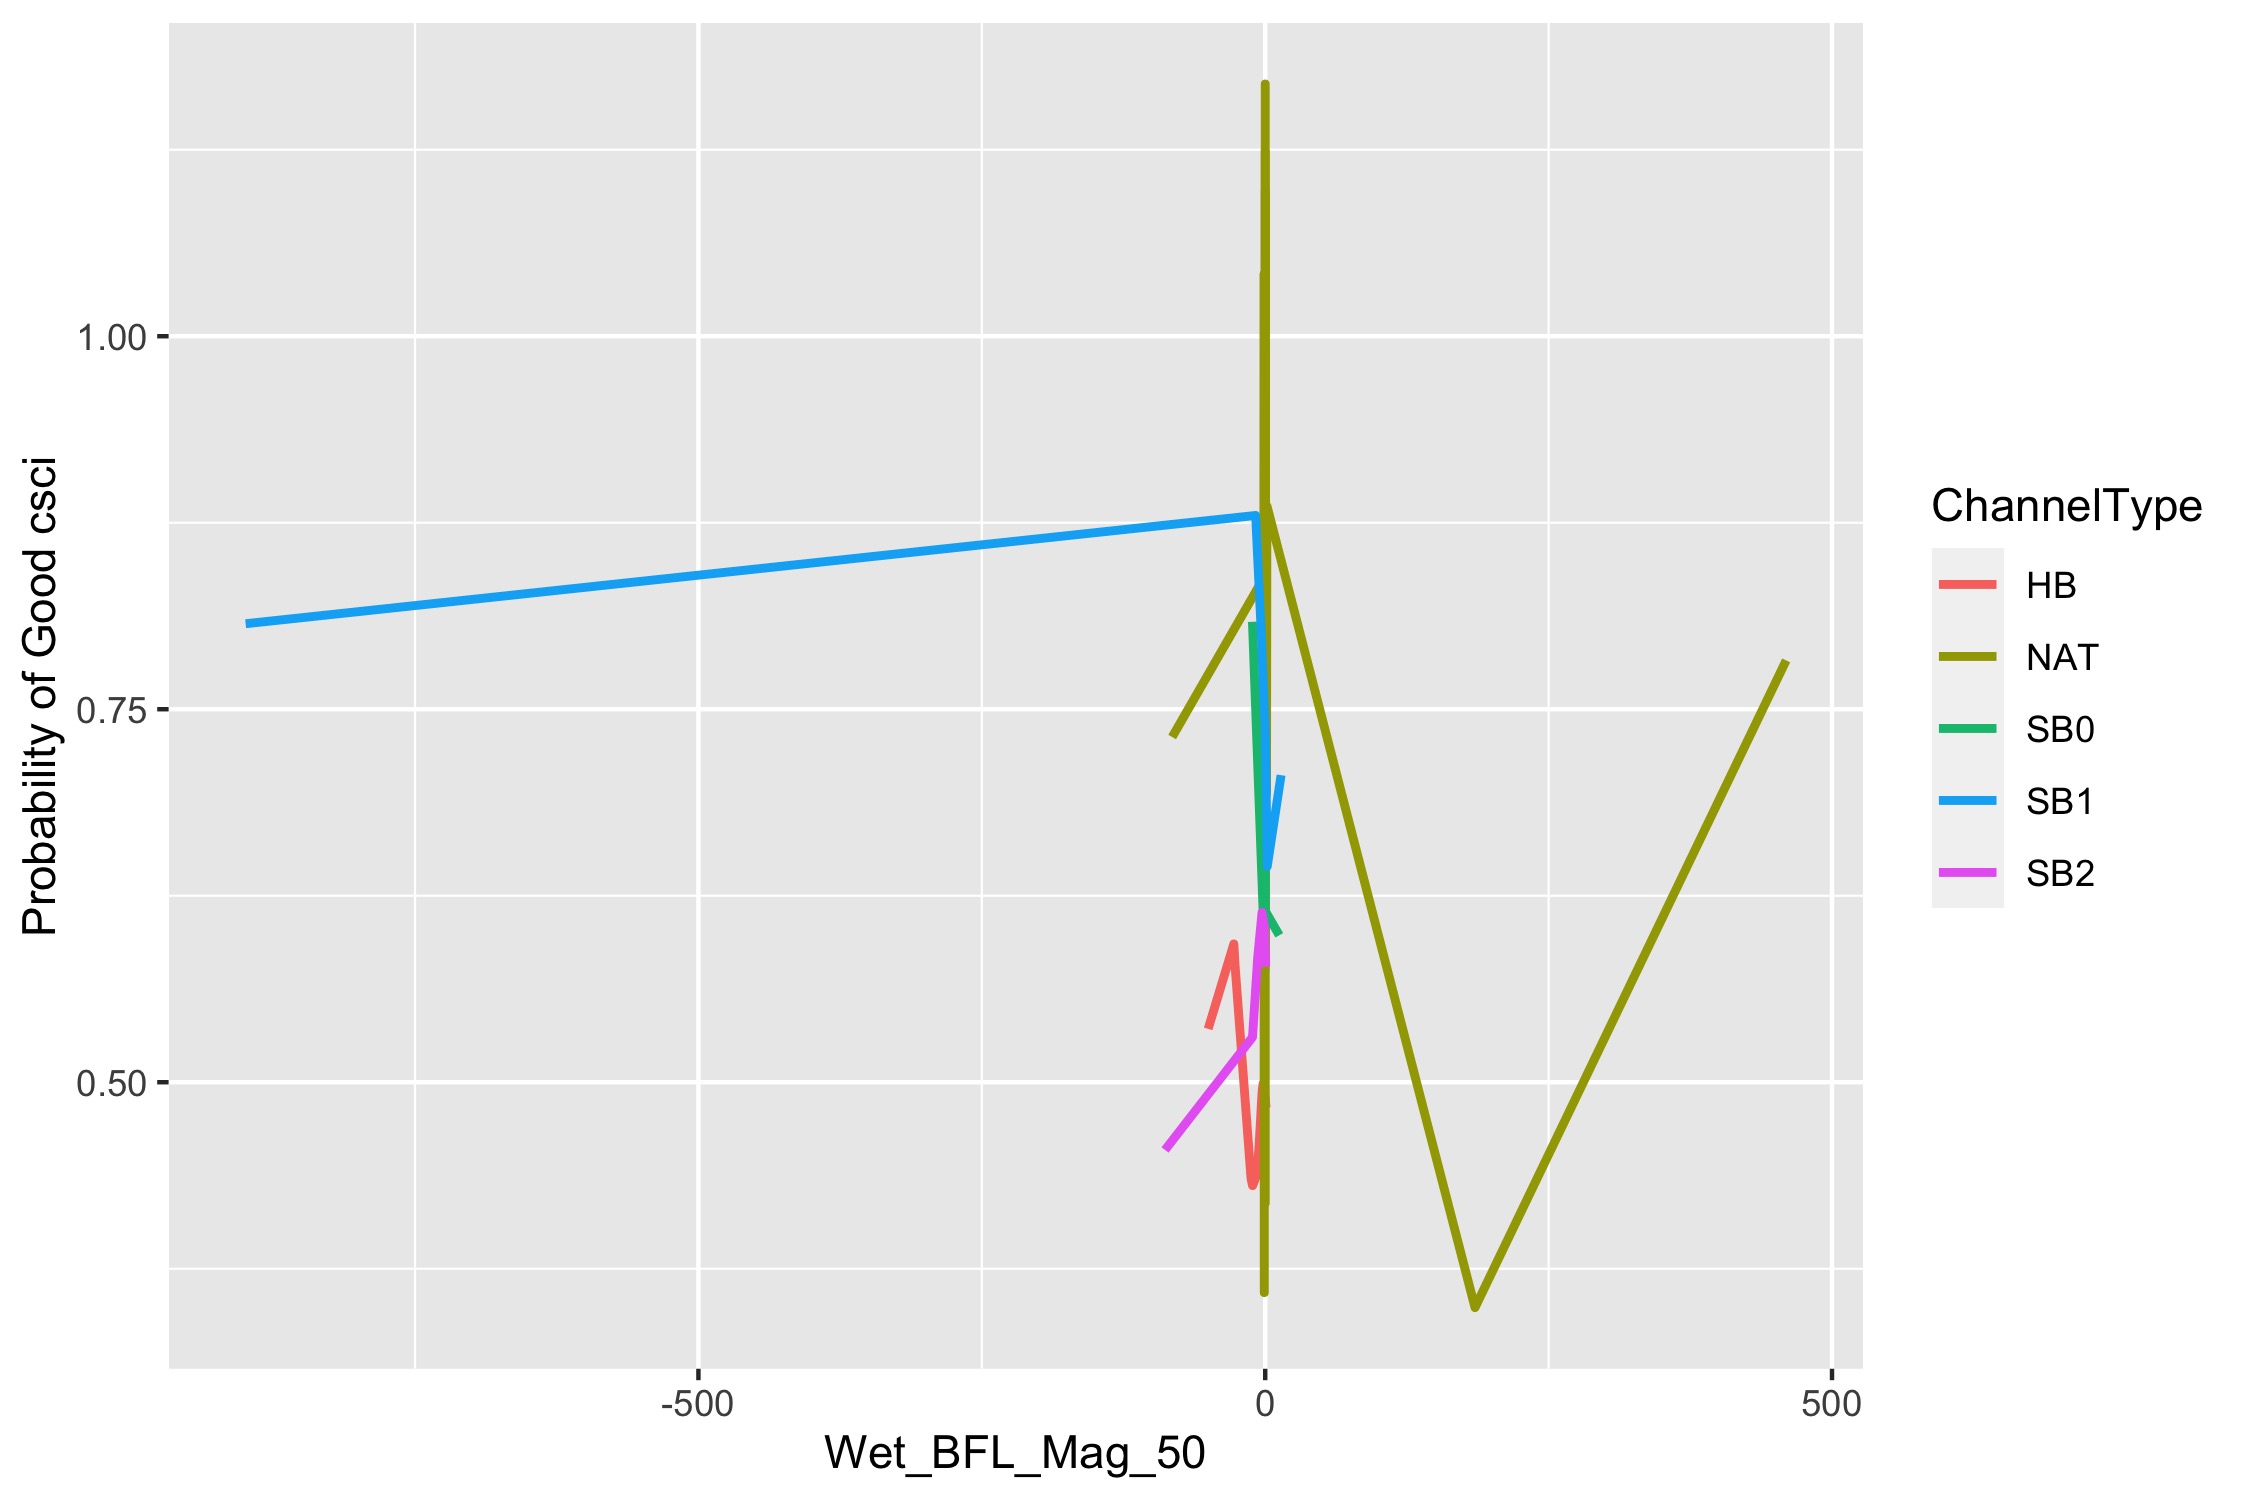 Probability of Good csci
1.00
0.75
0.50
-500
0
500
Wet_BFL_Mag_50
ChannelType
HB
NAT
SB0
SB1
SB2